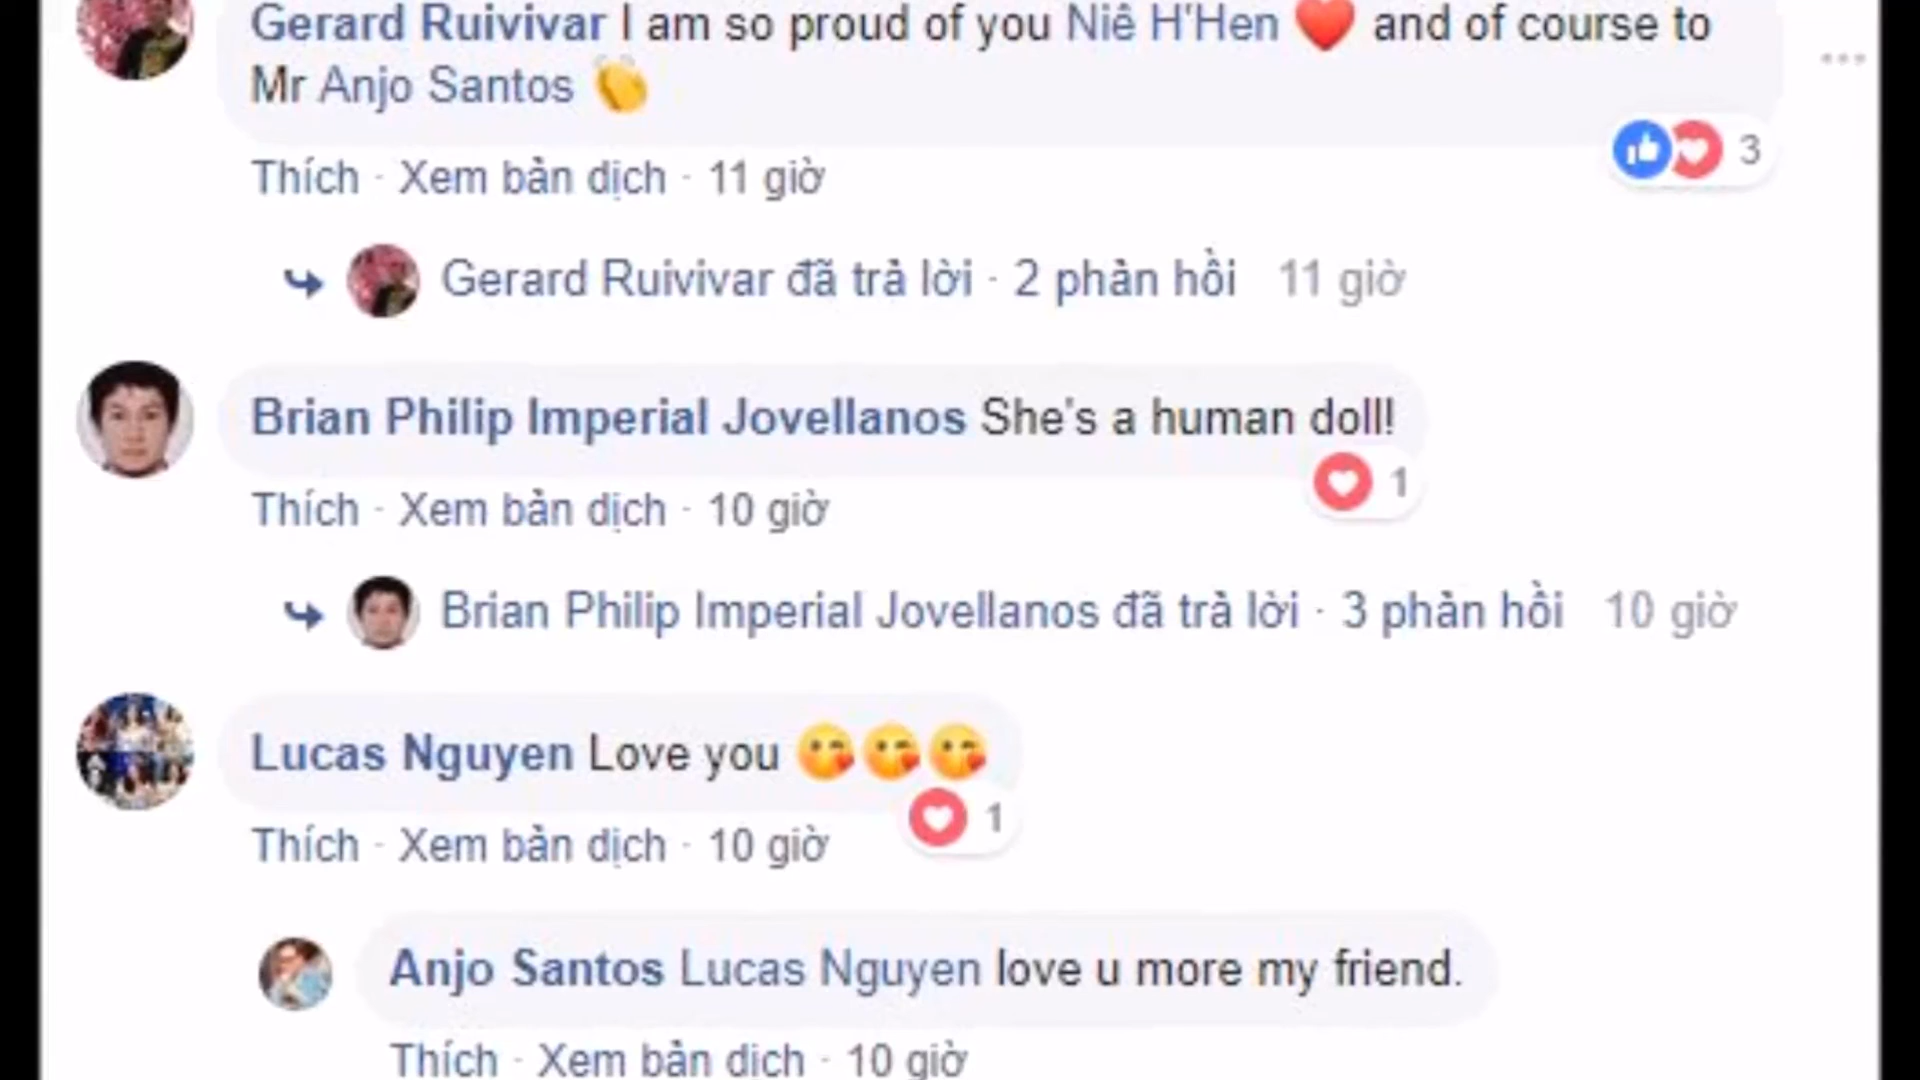 Gerard Ruivivar I am so proud of you Niê H'Hen ❤️ and of course to
Mr Anjo Santos 👏
3
Thích · Xem bản dịch · 11 giờ
Gerard Ruivivar đã trả lời · 2 phản hồi 11 giờ
Brian Philip Imperial Jovellanos She's a human doll!
1
Thích · Xem bản dịch · 10 giờ
Brian Philip Imperial Jovellanos đã trả lời · 3 phản hồi 10 giờ
Lucas Nguyen Love you 😘😘😘
1
Thích · Xem bản dịch · 10 giờ
Anjo Santos Lucas Nguyen love u more my friend.
Thích · Xem bản dịch · 10 giờ